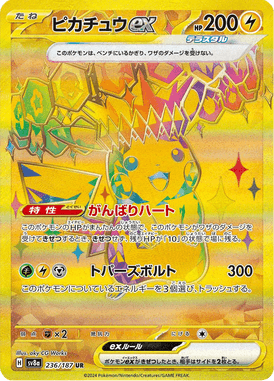 たね
ピカチュウex
HP200
テラスタル
このポケモンは、ベンチにいるかぎり、ワザのダメージを受けない。
特性 がんばりハート
このポケモンのHPがまんたんの状態で、このポケモンがワザのダメージを
受けてきぜつするとき、きぜつせず、残りHPが「10」の状態で場に残る。
トパーズボルト 300
このポケモンについているエネルギーを3個選び、トラッシュする。
弱点 ×2 抵抗力 にげる
Illus. aky CG Works
H SV8a 236/187 UR
exルール
ポケモンexがきぜつしたとき、相手はサイドを2枚とる。
©2024 Pokémon/Nintendo/Creatures/GAME FREAK.